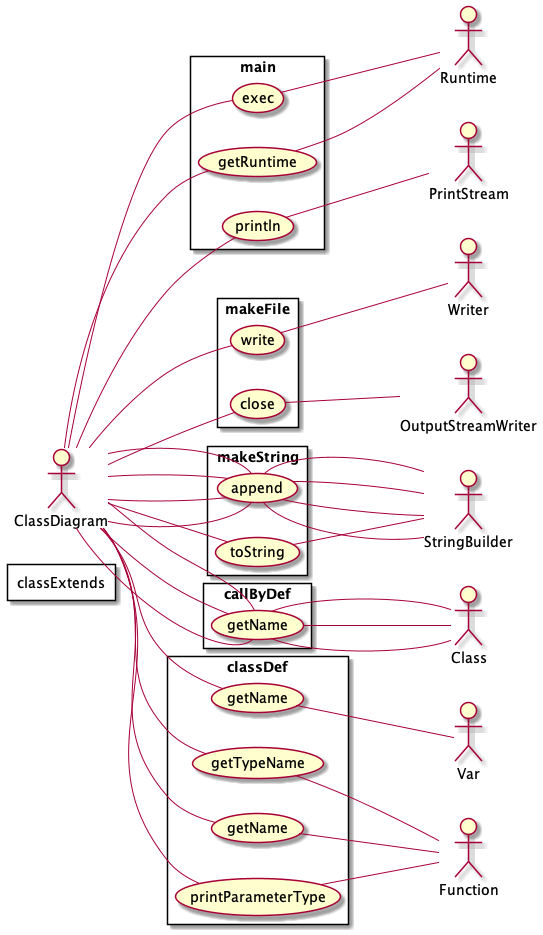 main
exec
getRuntime
println
Runtime
PrintStream
makeFile
write
close
Writer
OutputStreamWriter
ClassDiagram
makeString
append
toString
StringBuilder
classExtends
callByDef
getName
Class
classDef
getName
getTypeName
getName
printParameterType
Var
Function